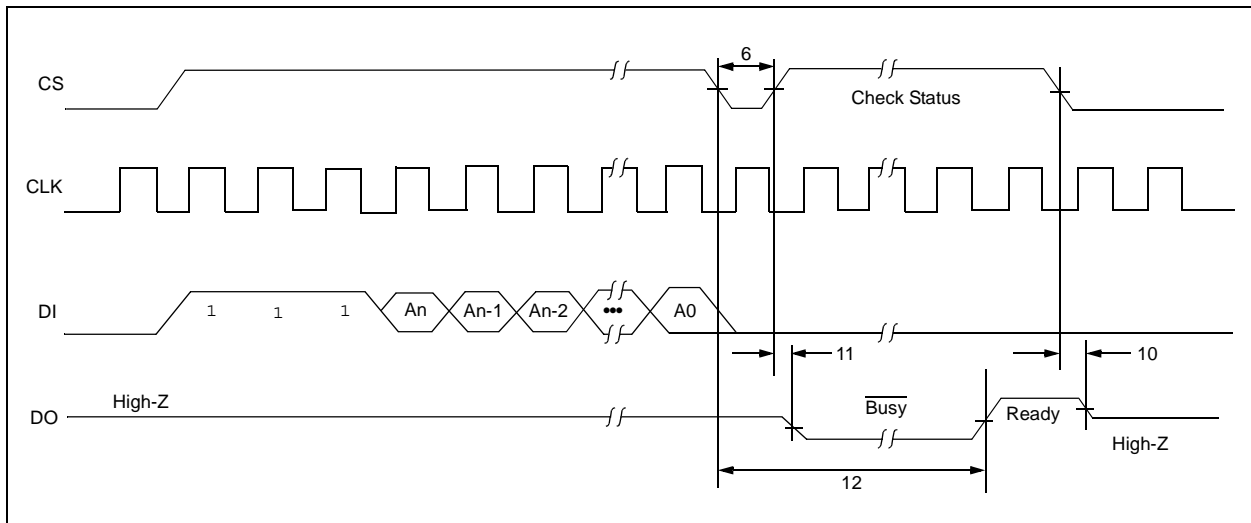 6
CS
Check Status
CLK
DI
1 1 1 An An-1 An-2 ••• A0
11
10
High-Z
DO
Busy
Ready
High-Z
12